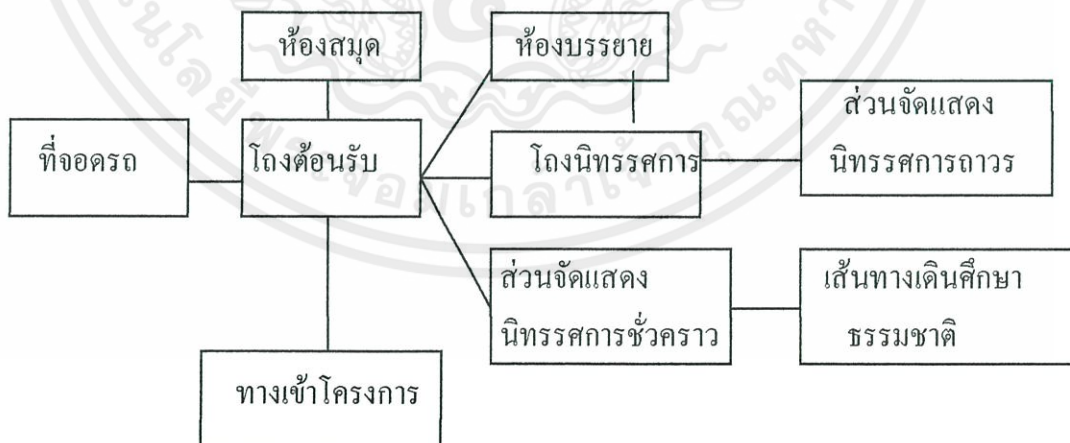 ห้องสมุด
ห้องบรรยาย
ที่จอดรถ
โถงต้อนรับ
โถงนิทรรศการ
ส่วนจัดแสดง
นิทรรศการถาวร
ส่วนจัดแสดง
นิทรรศการชั่วคราว
เส้นทางเดินศึกษา
ธรรมชาติ
ทางเข้าโครงการ